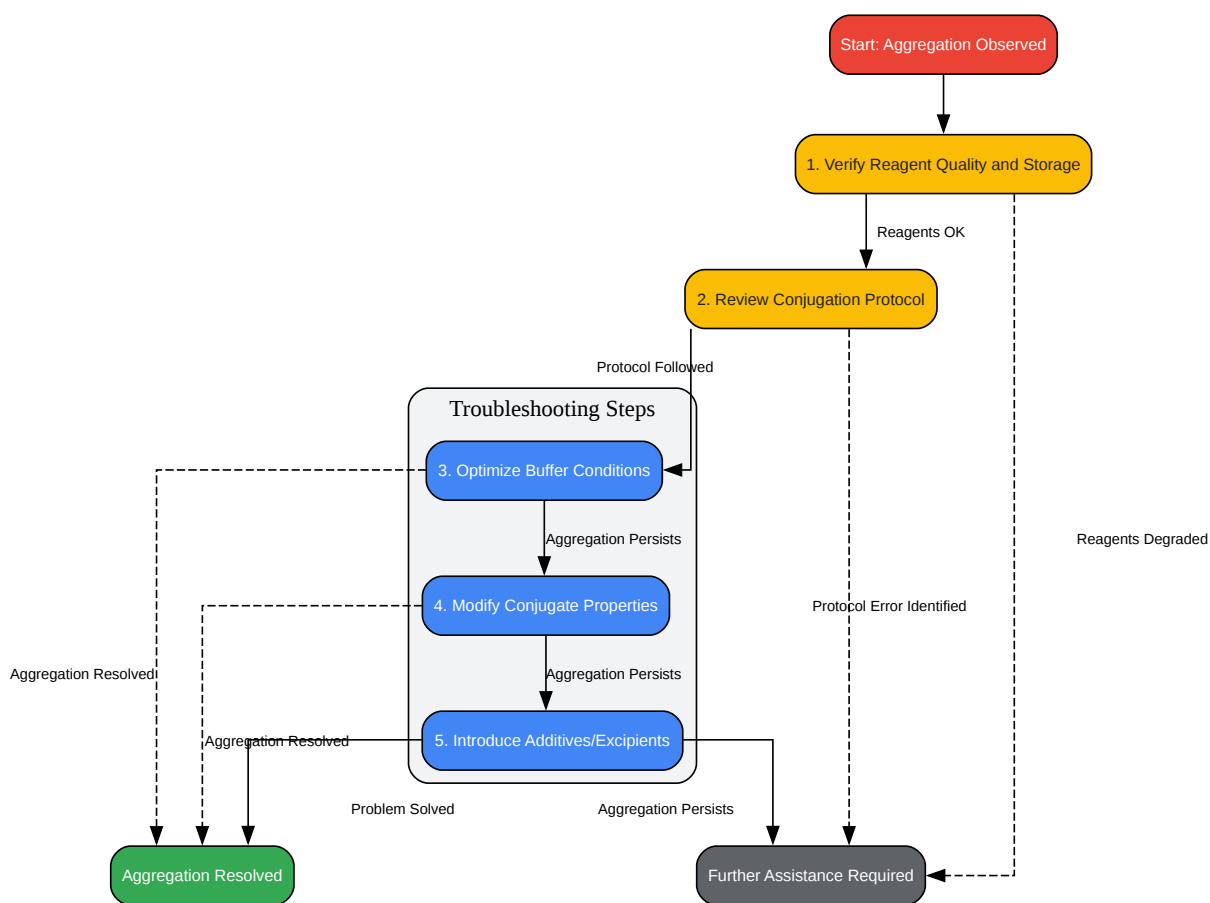 Start: Aggregation Observed
1. Verify Reagent Quality and Storage
Reagents OK
2. Review Conjugation Protocol
Protocol Followed
Troubleshooting Steps
3. Optimize Buffer Conditions
Aggregation Persists
Reagents Degraded
4. Modify Conjugate Properties
Protocol Error Identified
Aggregation Resolved
Aggregation Persists
Aggregation Resolved
5. Introduce Additives/Excipients
Problem Solved
Aggregation Persists
Aggregation Resolved
Further Assistance Required